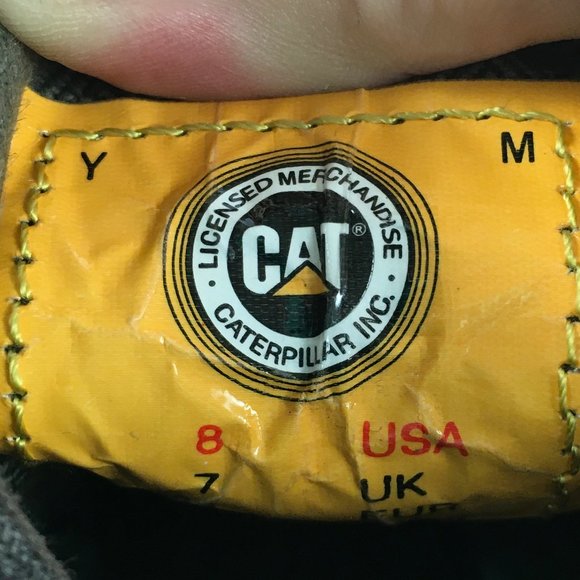 Y M
LICENSED MERCHANDISE
CAT®
CATERPILLAR INC.
8 USA
7 UK